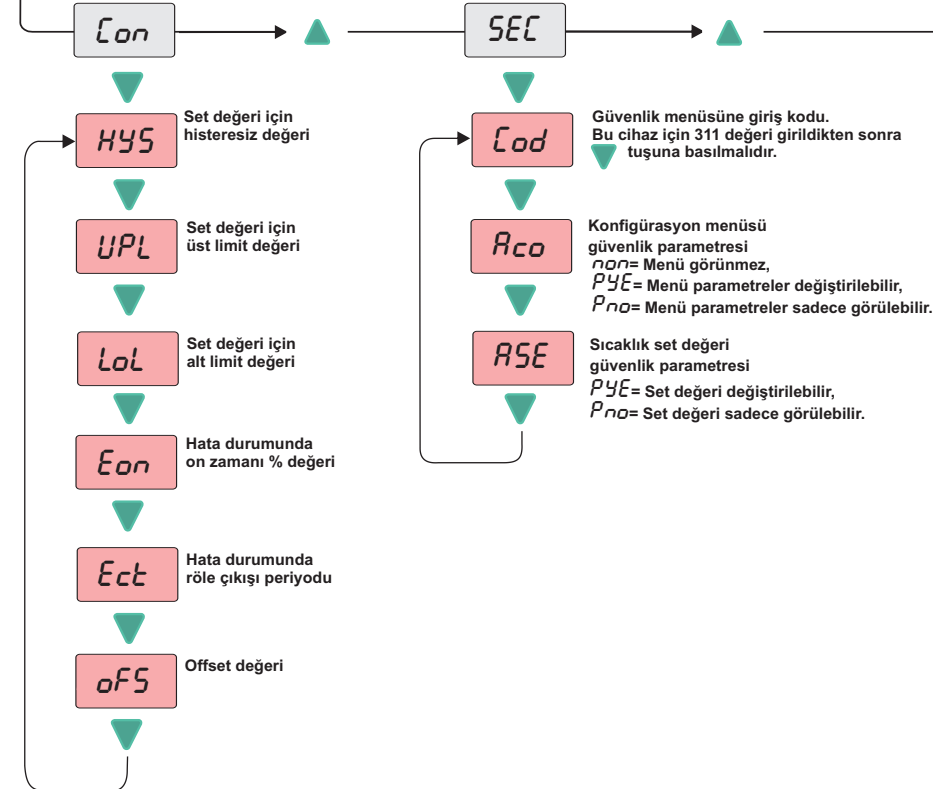 Con
SEC
HYS
Set değeri için
histeresiz değeri
UPL
Set değeri için
üst limit değeri
LoL
Set değeri için
alt limit değeri
Eon
Hata durumunda
on zamanı % değeri
Ect
Hata durumunda
röle çıkışı periyodu
oFS
Offset değeri
Cod
Güvenlik menüsüne giriş kodu.
Bu cihaz için 311 değeri girildikten sonra
tuşuna basılmalıdır.
Aco
Konfigürasyon menüsü
güvenlik parametresi
non= Menü görünmez,
PYE= Menü parametreler değiştirilebilir,
Pno= Menü parametreler sadece görülebilir.
ASE
Sıcaklık set değeri
güvenlik parametresi
PYE= Set değeri değiştirilebilir,
Pno= Set değeri sadece görülebilir.